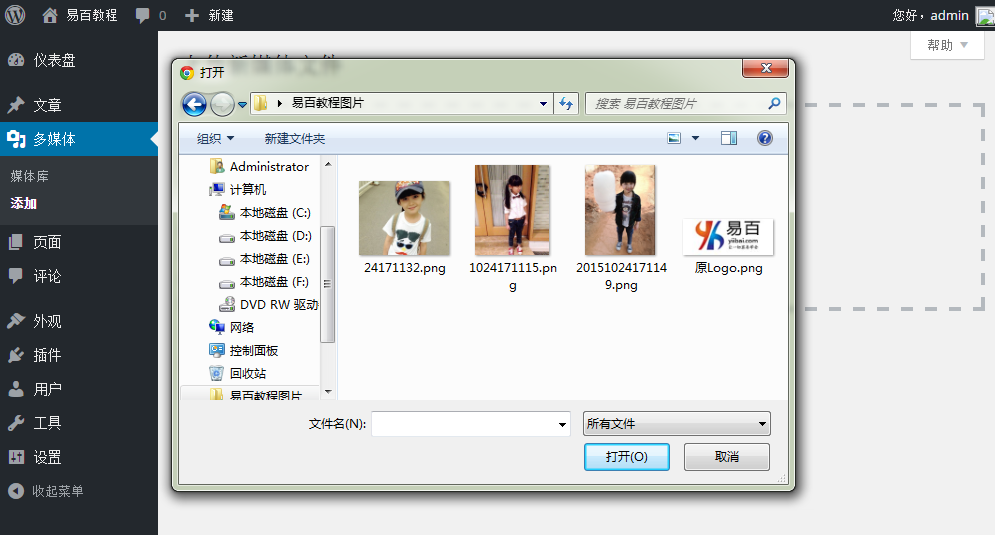 易百教程 0 新建 您好，admin
帮助
仪表盘
文章
多媒体
媒体库
添加
页面
评论
外观
插件
用户
工具
设置
收起菜单
打开
易百教程图片
搜索 易百教程图片
组织 新建文件夹
Administrator
计算机
本地磁盘 (C:)
本地磁盘 (D:)
本地磁盘 (E:)
本地磁盘 (F:)
DVD RW 驱动
网络
控制面板
回收站
易百教程图片
24171132.png
1024171115.pn
g
2015102417114
9.png
易百
yiibai.com
原Logo.png
文件名(N):
所有文件
打开(O) 取消